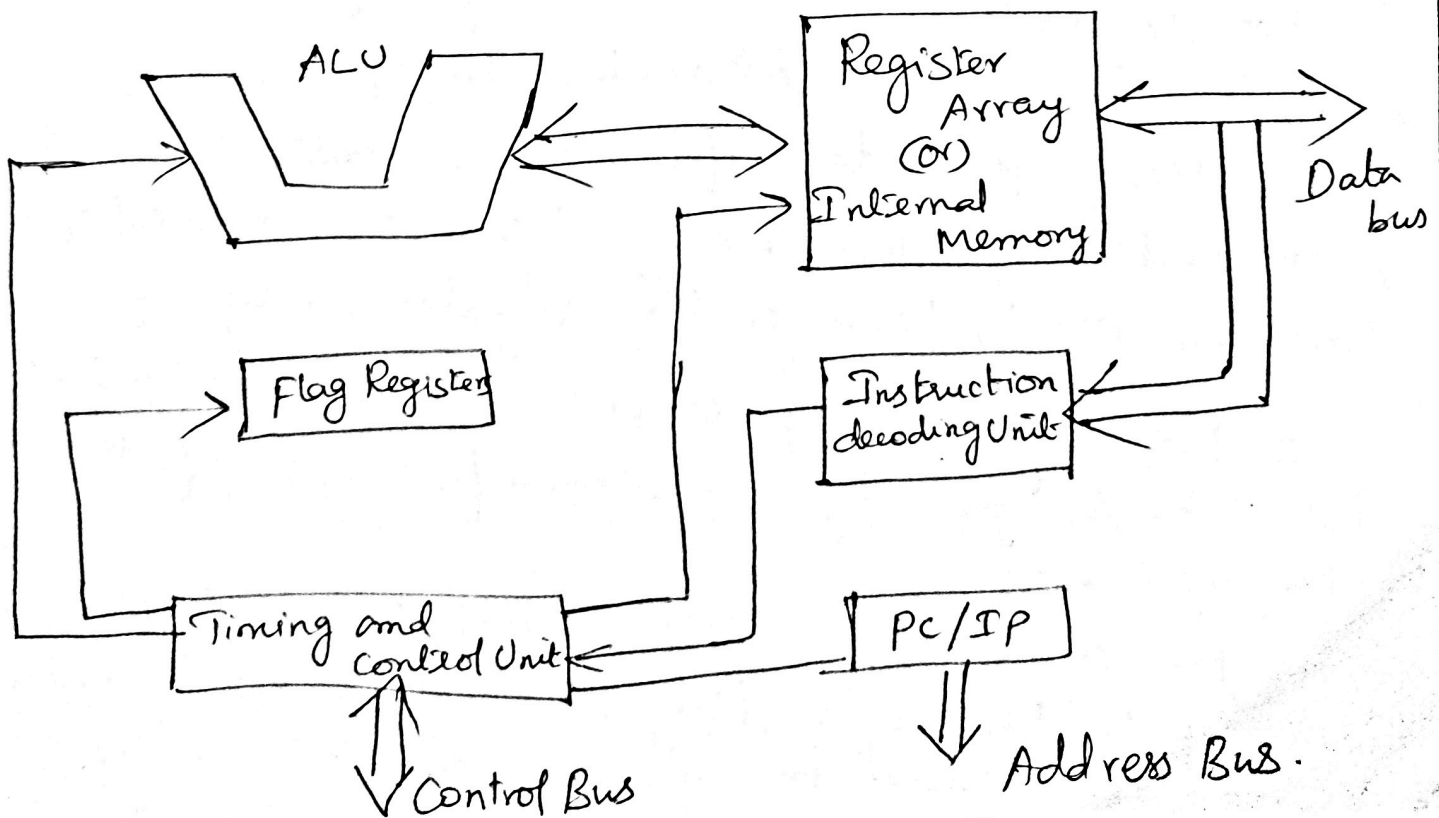 ALU
Register
Array
(or)
Internal
Memory
Data
bus
Flag Register
Instruction
decoding Unit
Timing and
control Unit
PC/IP
Control Bus
Address Bus.